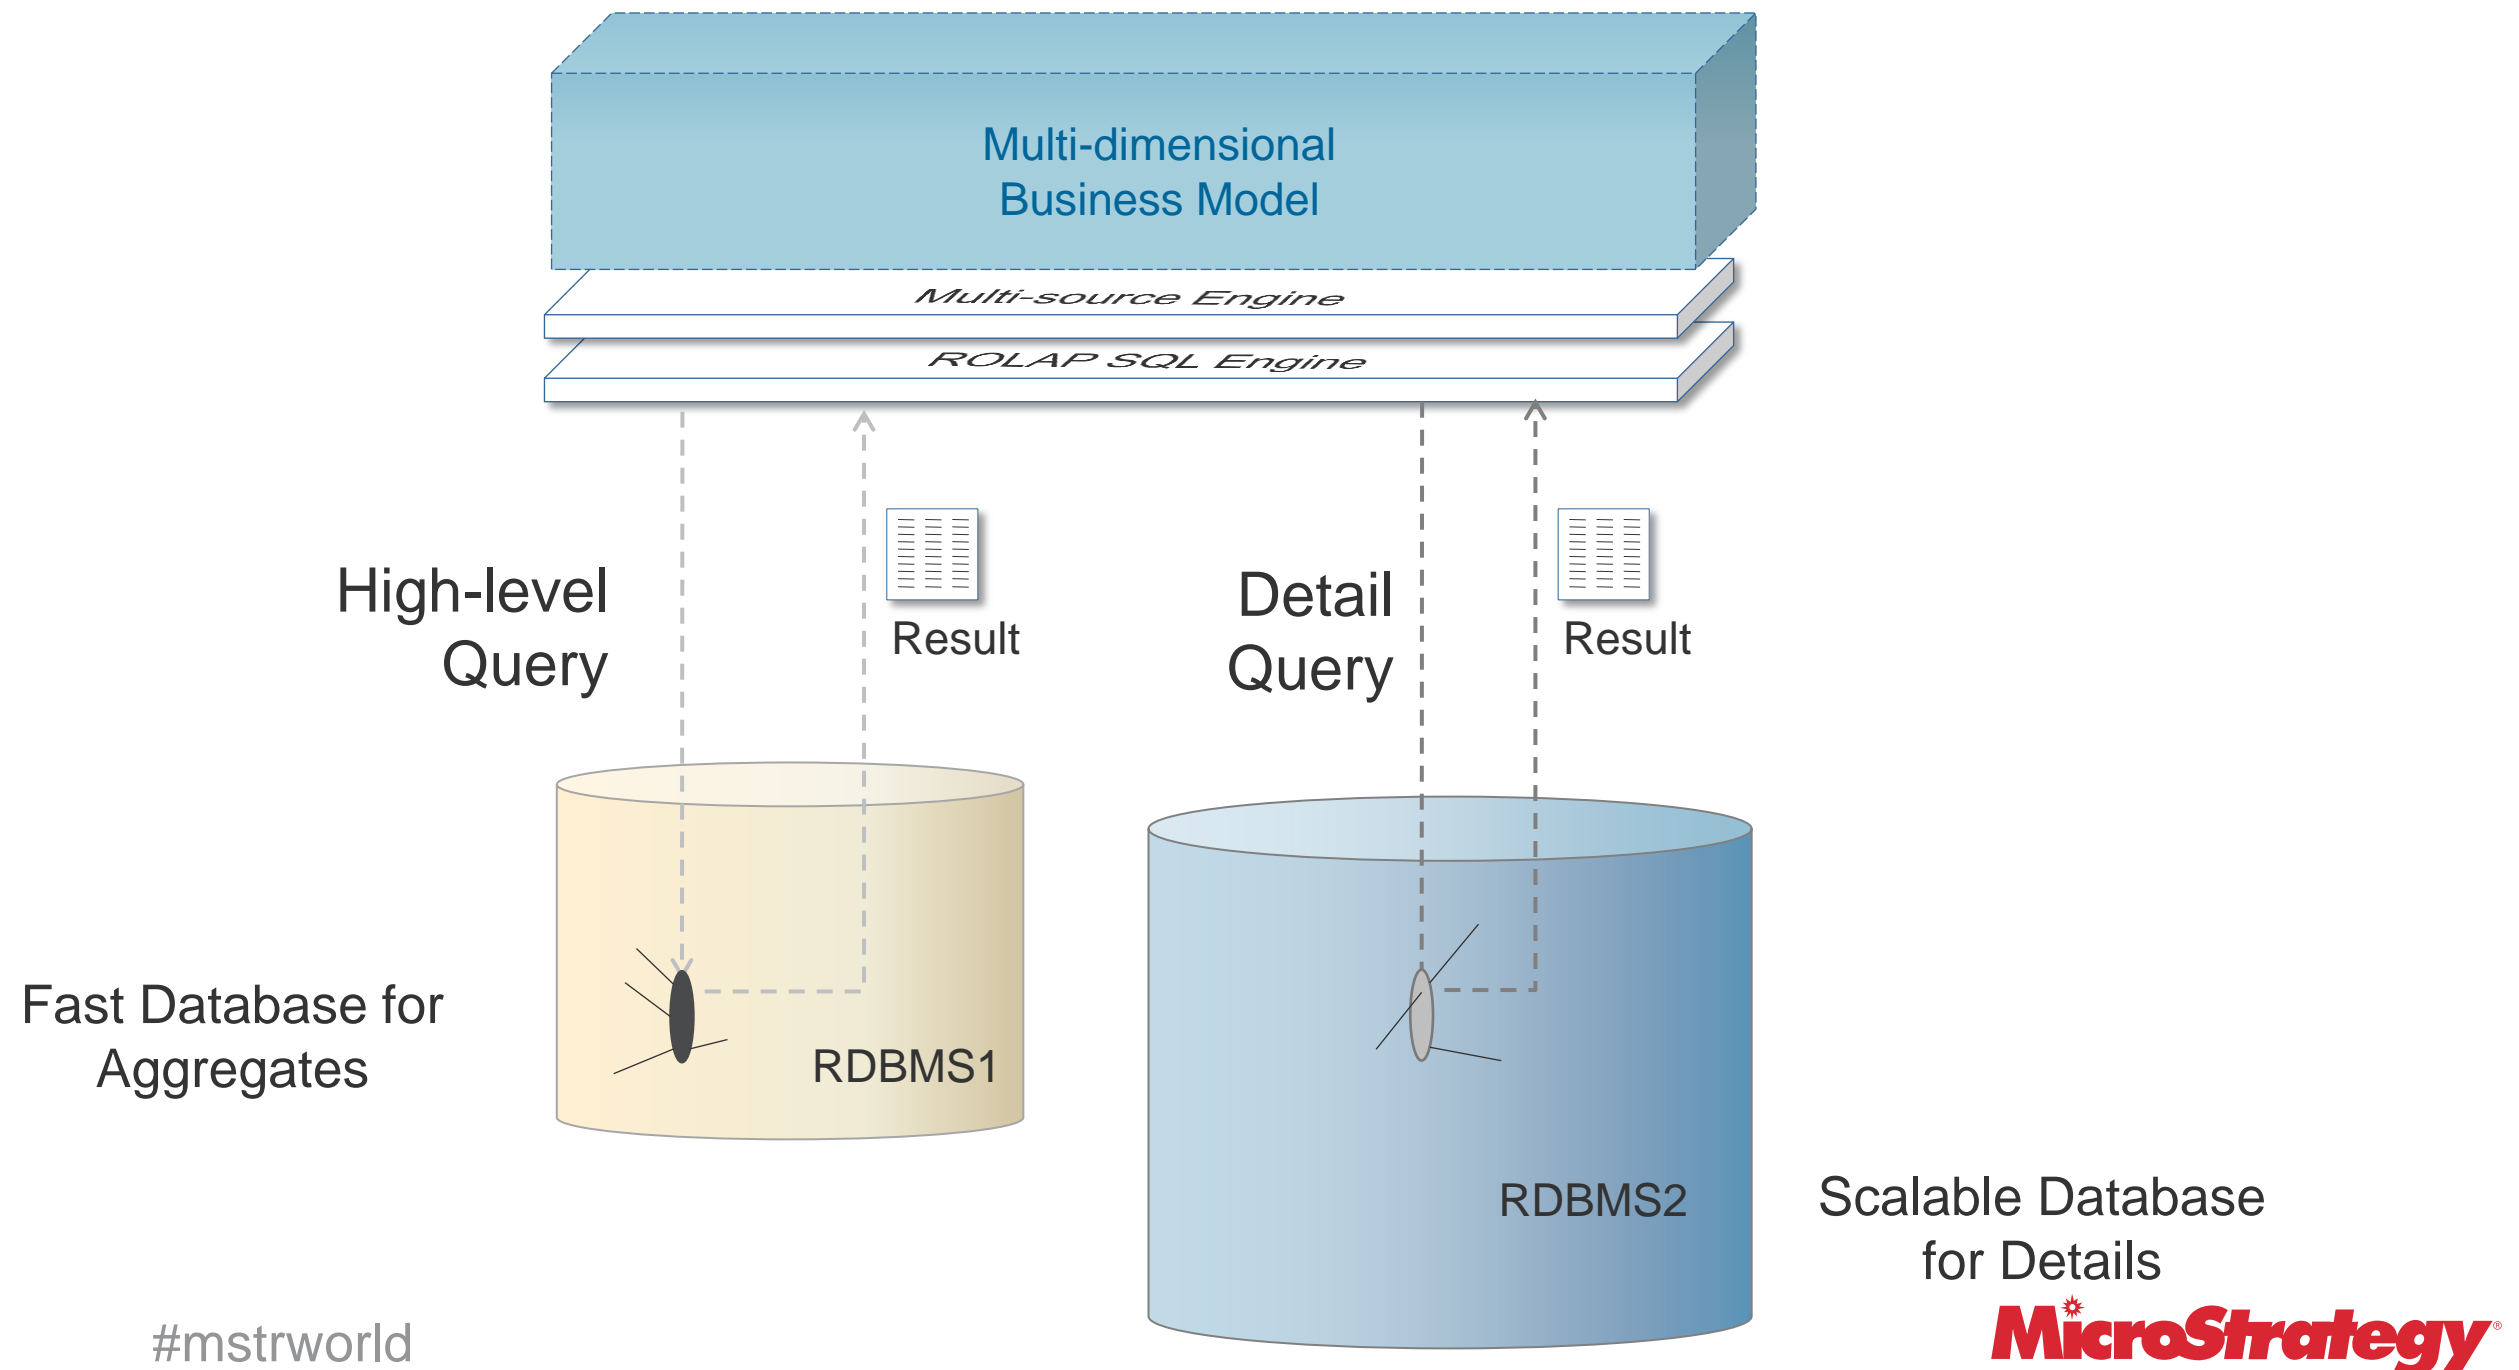 Multi-dimensional
Business Model
Multi-source Engine
ROLAP SQL Engine
High-level
Query
Result
Detail
Query
Result
Fast Database for
Aggregates
RDBMS1
RDBMS2
Scalable Database
for Details
#mstrworld
MicroStrategy®